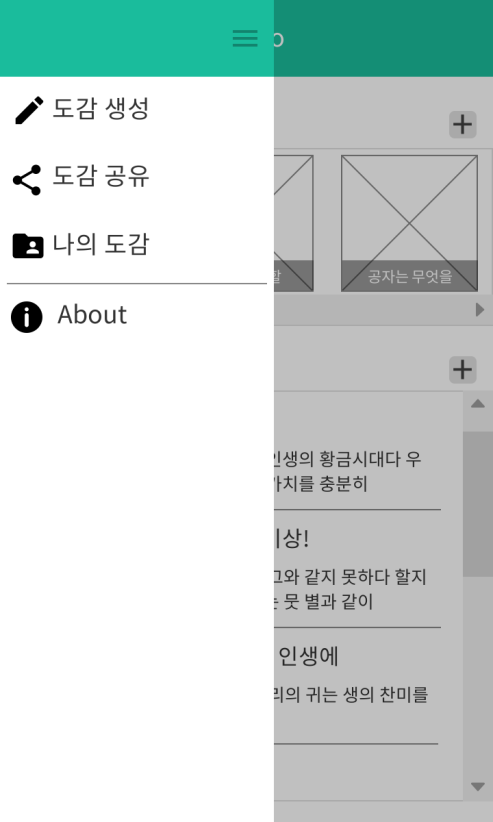 도감 생성
도감 공유
나의 도감
About
공자는 무엇을
인생의 황금시대다 우
가치를 충분히
이상!
그와 같지 못하다 할지
는 뭇 별과 같이
인생에
리의 귀는 생의 찬미를